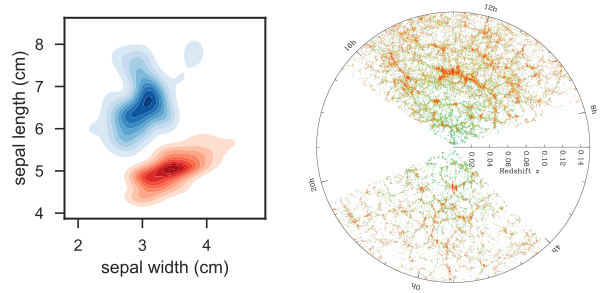 8
7
6
5
4
2 3 4
sepal length (cm)
sepal width (cm)
12h
16h
8h
20h
4h
0h
0.02 0.04 0.06 0.08 0.10 0.12 0.14
Redshift z